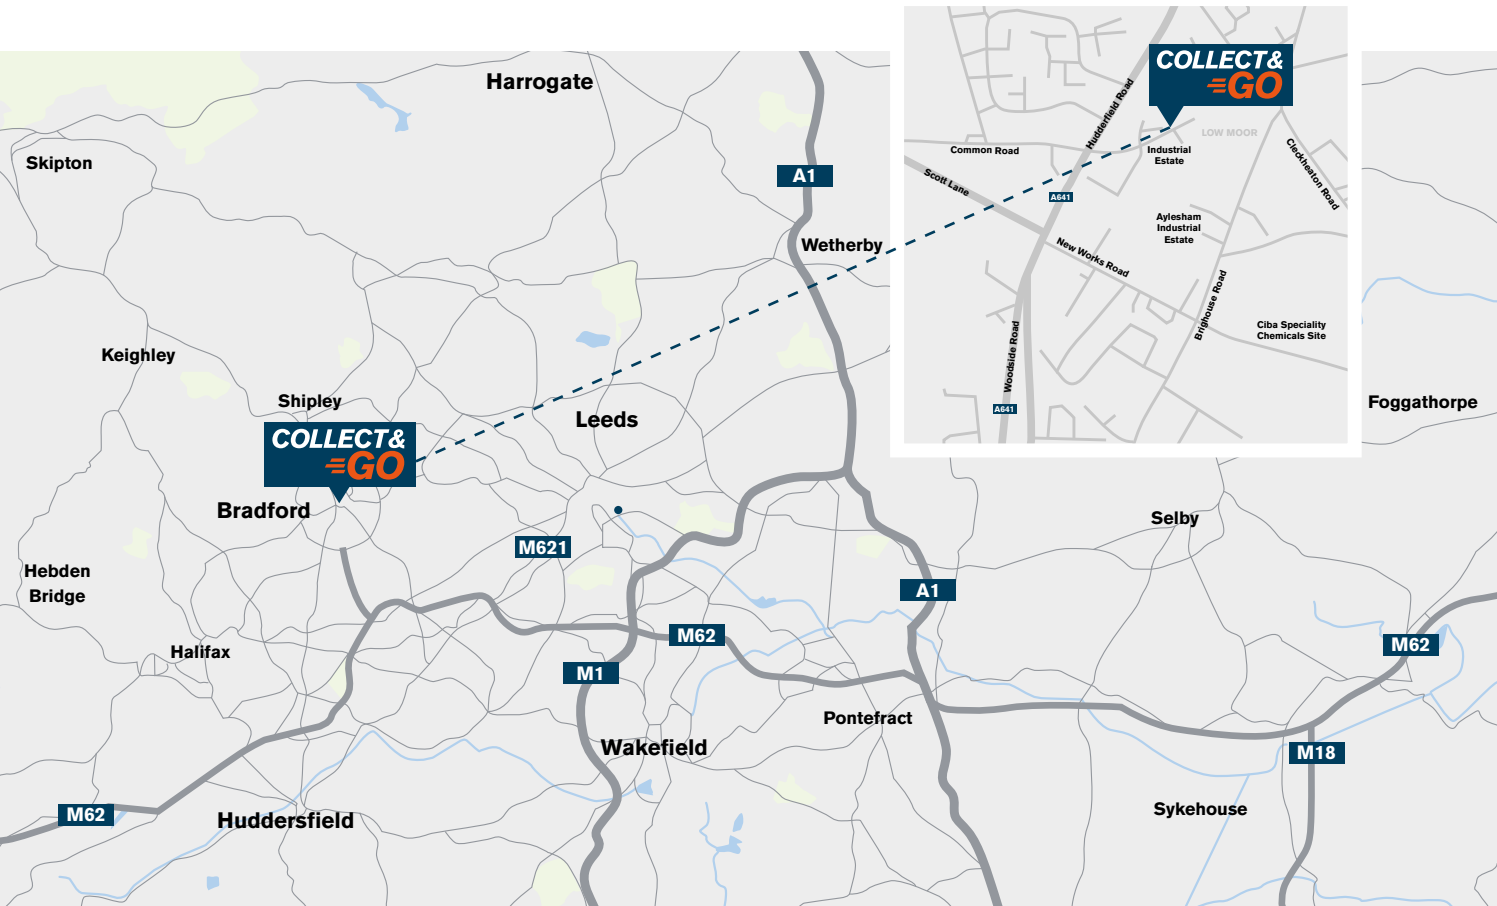 Harrogate
Skipton
A1
Wetherby
Keighley
Shipley
Leeds
COLLECT&
GO
Bradford
M621
Hebden
Bridge
Halifax
M62
M1
A1
Wakefield
Pontefract
M62
Huddersfield
Selby
Foggathorpe
M62
M18
Sykehouse
COLLECT&
GO
Hudderfield Road
LOW MOOR
Common Road
Industrial
Estate
Cleckheaton Road
Scott Lane
A641
Aylesham
Industrial
Estate
New Works Road
Brighouse Road
Ciba Speciality
Chemicals Site
Woodside Road
A641